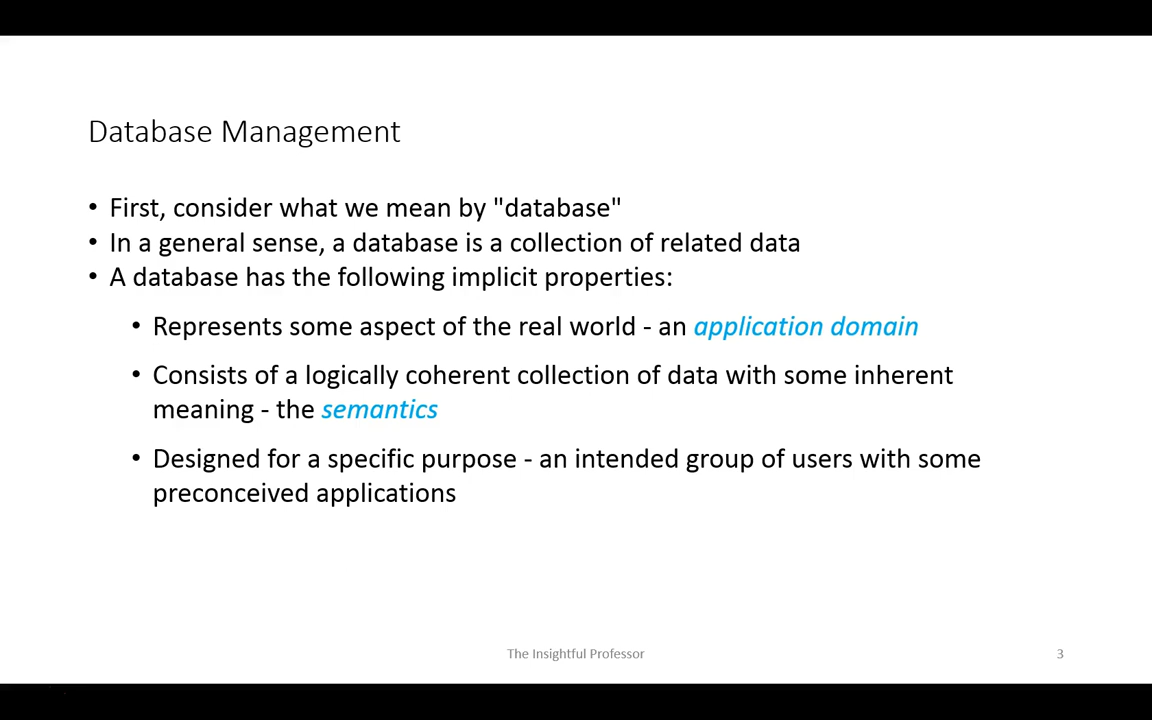 Database Management
• First, consider what we mean by "database"
• In a general sense, a database is a collection of related data
• A database has the following implicit properties:
• Represents some aspect of the real world - an application domain
• Consists of a logically coherent collection of data with some inherent
meaning - the semantics
• Designed for a specific purpose - an intended group of users with some
preconceived applications
The Insightful Professor
3